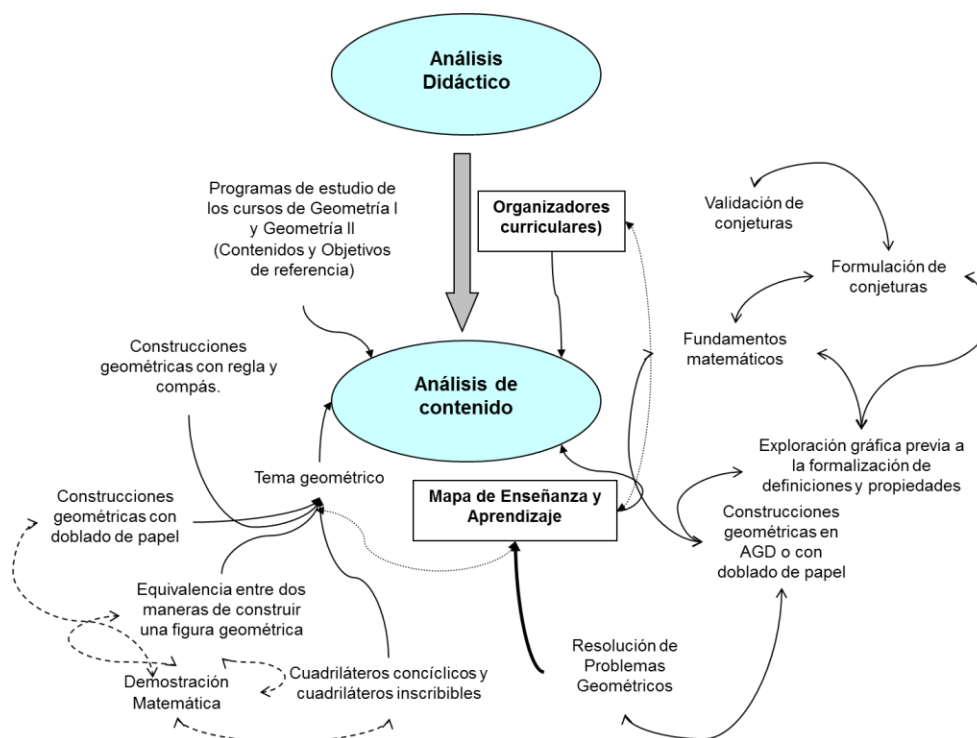 Análisis
Didáctico
Programas de estudio de
los cursos de Geometría I
y Geometría II
(Contenidos y Objetivos
de referencia)
Organizadores
curriculares)
Validación de
conjeturas
Formulación de
conjeturas
Fundamentos
matemáticos
Construcciones
geométricas con regla y
compás.
Análisis de
contenido
Exploración gráfica previa a
la formalización de
definiciones y propiedades
Tema geométrico
Mapa de Enseñanza y
Aprendizaje
Construcciones
geométricas con
doblado de papel
Construcciones
geométricas en
AGD o con
doblado de papel
Equivalencia entre dos
maneras de construir
una figura geométrica
Resolución de
Problemas
Geométricos
Demostración
Matemática
Cuadriláteros concíclicos y
cuadriláteros inscribibles